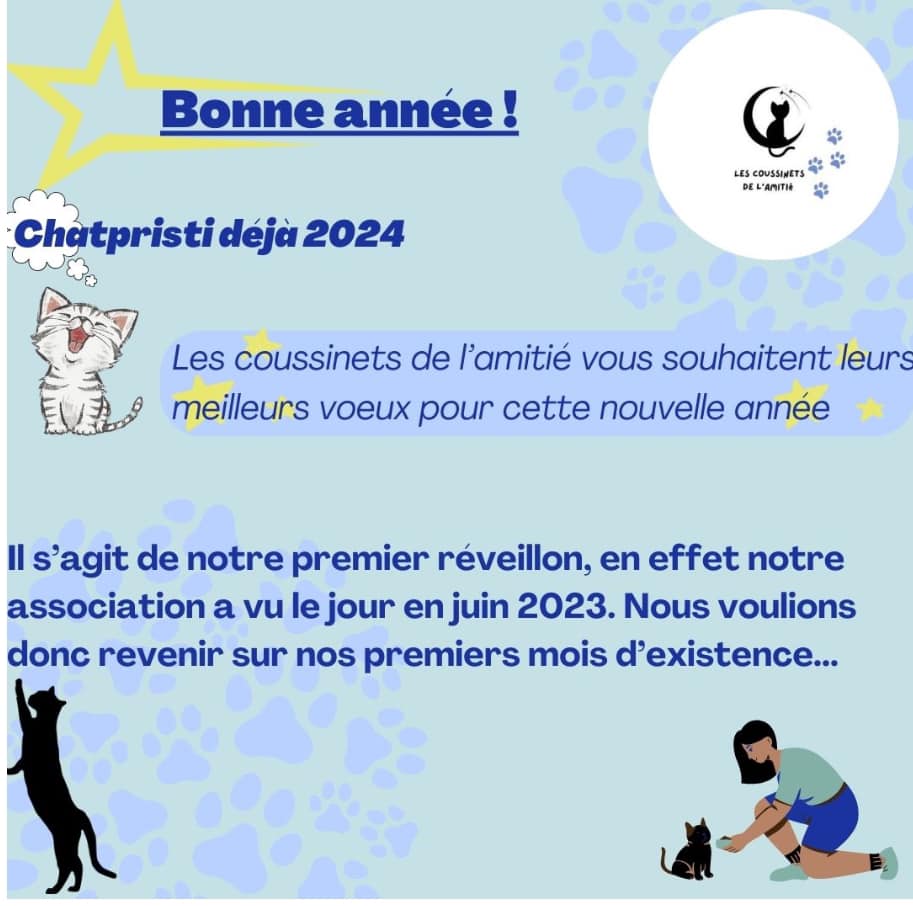 Bonne année !
LES COUSSINETS
DE L'AMITIÉ
Chatpristi déjà 2024
Les coussinets de l'amitié vous souhaitent leurs
meilleurs voeux pour cette nouvelle année
Il s'agit de notre premier réveillon, en effet notre
association a vu le jour en juin 2023. Nous voulions
donc revenir sur nos premiers mois d'existence...